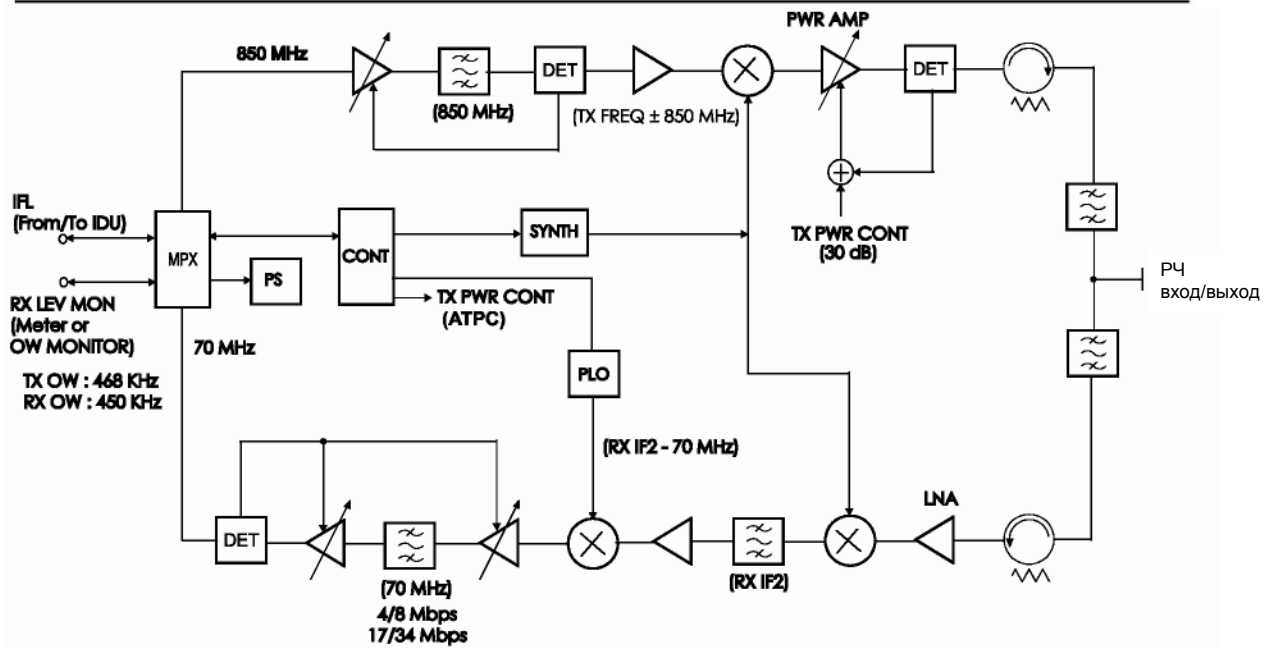 PWR AMP
850 MHz
DET
DET
(850 MHz)
(TX FREQ ± 850 MHz)
IFL
(From/To IDU)
MPX
CONT
SYNTH
TX PWR CONT
(30 dB)
PS
РЧ
вход/выход
RX LEV MON
(Meter or
OW MONITOR)
TX PWR CONT
(ATPC)
70 MHz
TX OW : 468 KHz
RX OW : 450 KHz
PLO
(RX IF2 - 70 MHz)
LNA
DET
(70 MHz)
4/8 Mbps
17/34 Mbps
(RX IF2)